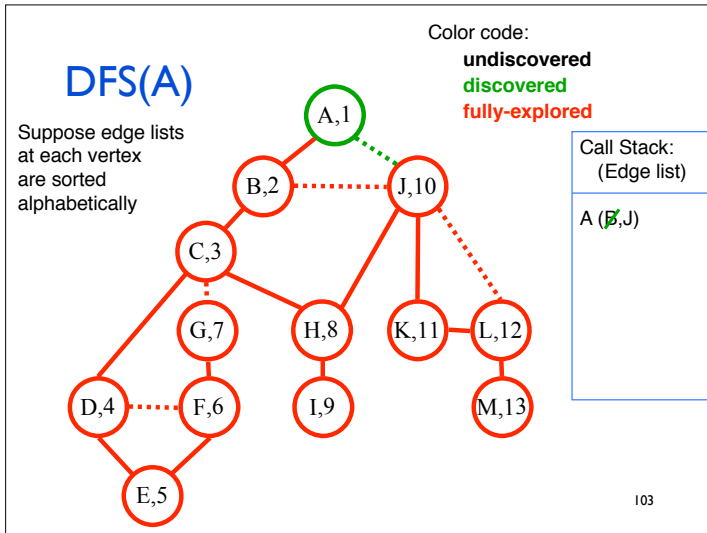 DFS(A)
Suppose edge lists
at each vertex
are sorted
alphabetically
Color code:
undiscovered
discovered
fully-explored
A,1
B,2
J,10
C,3
G,7
H,8
K,11
L,12
D,4
F,6
I,9
M,13
E,5
Call Stack:
(Edge list)
A (B,J)
103